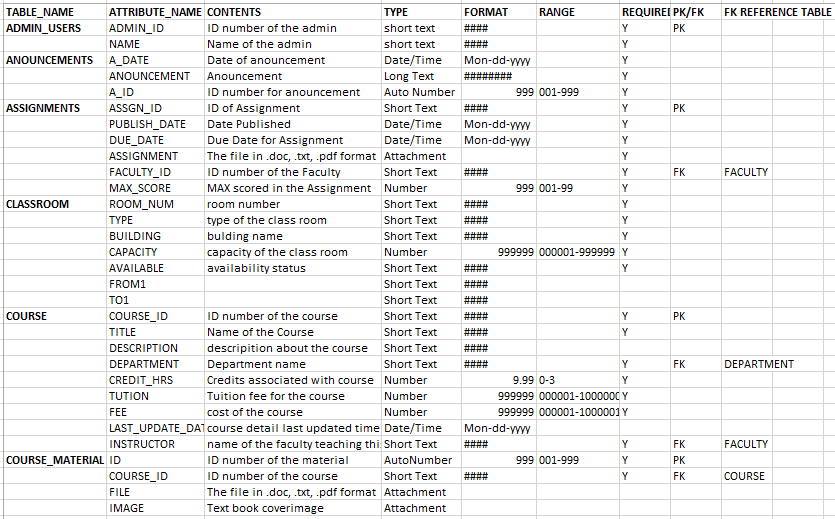 TABLE_NAME ATTRIBUTE_NAME CONTENTS TYPE FORMAT RANGE REQUIRED PK/FK FK REFERENCE TABLE
ADMIN_USERS ADMIN_ID ID number of the admin short text #### Y PK
NAME Name of the admin short text #### Y
ANOUNCEMENTS A_DATE Date of anouncement Date/Time Mon-dd-yyyy Y
ANOUNCEMENT Anouncement Long Text ######## Y
A_ID ID number for anouncement Auto Number 999 001-999 Y
ASSIGNMENTS ASSGN_ID ID of Assignment Short Text #### Y PK
PUBLISH_DATE Date Published Date/Time Mon-dd-yyyy Y
DUE_DATE Due Date for Assignment Date/Time Mon-dd-yyyy Y
ASSIGNMENT The file in .doc, .txt, .pdf format Attachment Y
FACULTY_ID ID number of the Faculty Short Text #### Y FK FACULTY
MAX_SCORE MAX scored in the Assignment Number 999 001-99 Y
CLASSROOM ROOM_NUM room number Short Text #### Y
TYPE type of the class room Short Text #### Y
BUILDING bulding name Short Text #### Y
CAPACITY capacity of the class room Number 999999 000001-999999 Y
AVAILABLE availability status Short Text #### Y
FROM1 Short Text ####
TO1 Short Text ####
COURSE COURSE_ID ID number of the course Short Text #### Y PK
TITLE Name of the Course Short Text #### Y
DESCRIPTION descripition about the course Short Text ####
DEPARTMENT Department name Short Text #### Y FK DEPARTMENT
CREDIT_HRS Credits associated with course Number 9.99 0-3 Y
TUTION Tuition fee for the course Number 999999 000001-1000000 Y
FEE cost of the course Number 999999 000001-1000001 Y
LAST_UPDATE_DAT course detail last updated time Date/Time Mon-dd-yyyy
INSTRUCTOR name of the faculty teaching thi Short Text #### Y FK FACULTY
COURSE_MATERIAL ID ID number of the material AutoNumber 999 001-999 Y PK
COURSE_ID ID number of the course Short Text #### Y FK COURSE
FILE The file in .doc, .txt, .pdf format Attachment
IMAGE Text book coverimage Attachment